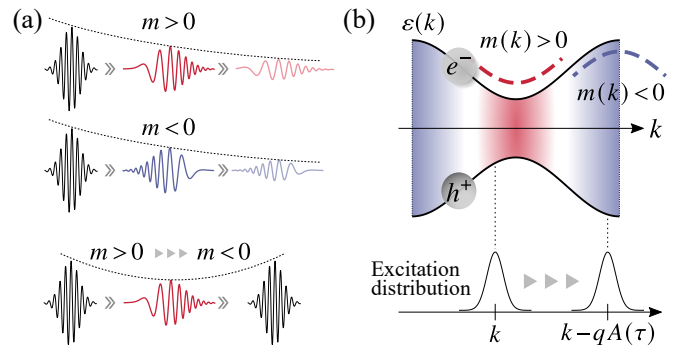 (a)
m > 0
m < 0
m > 0 m < 0
(b)
ε(k)
m(k) > 0
e⁻
m(k) < 0
k
h⁺
Excitation
distribution
k k−qA(τ)